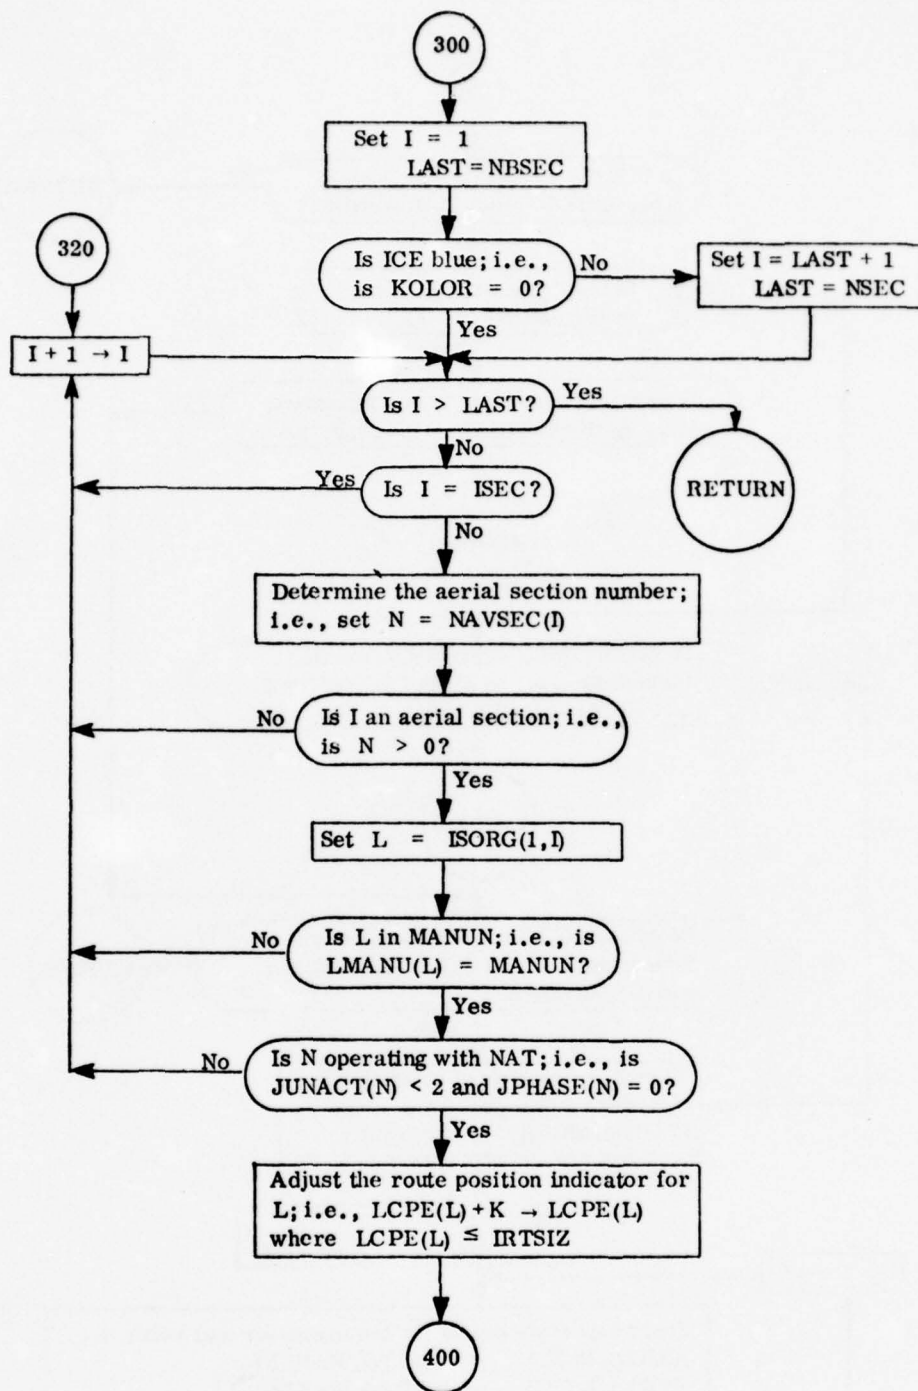 300
Set I = 1
LAST = NBSEC
320
Is ICE blue; i.e.,
is KOLOR = 0?
No
Set I = LAST + 1
LAST = NSEC
Yes
I + 1 → I
Is I > LAST?
Yes
No
RETURN
Yes
Is I = ISEC?
No
Determine the aerial section number;
i.e., set N = NAVSEC(I)
No
Is I an aerial section; i.e.,
is N > 0?
Yes
Set L = ISORG(1,I)
No
Is L in MANUN; i.e., is
LMANU(L) = MANUN?
Yes
No
Is N operating with NAT; i.e., is
JUNACT(N) < 2 and JPHASE(N) = 0?
Yes
Adjust the route position indicator for
L; i.e., LCPE(L) + K → LCPE(L)
where LCPE(L) ≤ IRTSIZ
400